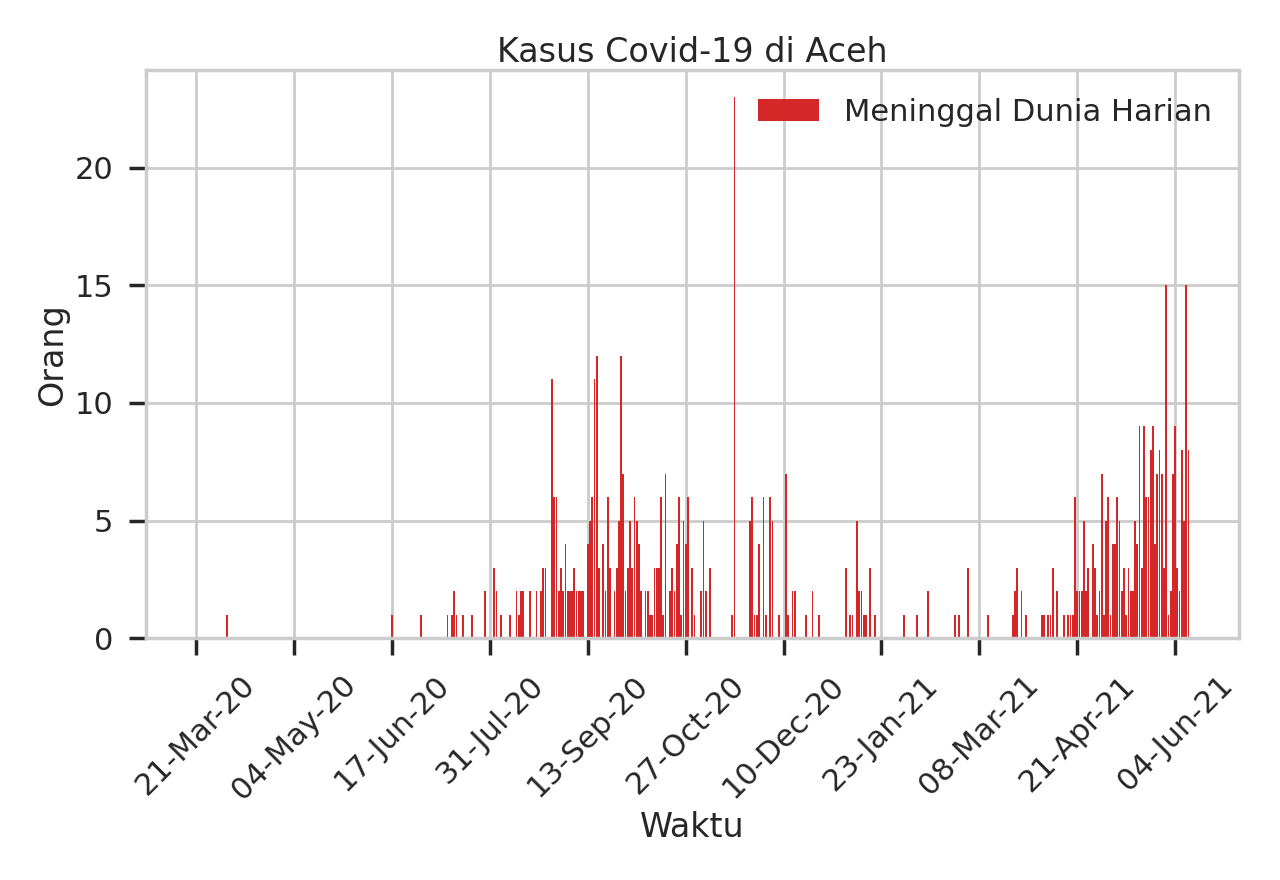 Kasus Covid-19 di Aceh
Meninggal Dunia Harian
Orang
20
15
10
5
0
21-Mar-20
04-May-20
17-Jun-20
31-Jul-20
13-Sep-20
27-Oct-20
10-Dec-20
23-Jan-21
08-Mar-21
21-Apr-21
04-Jun-21
Waktu